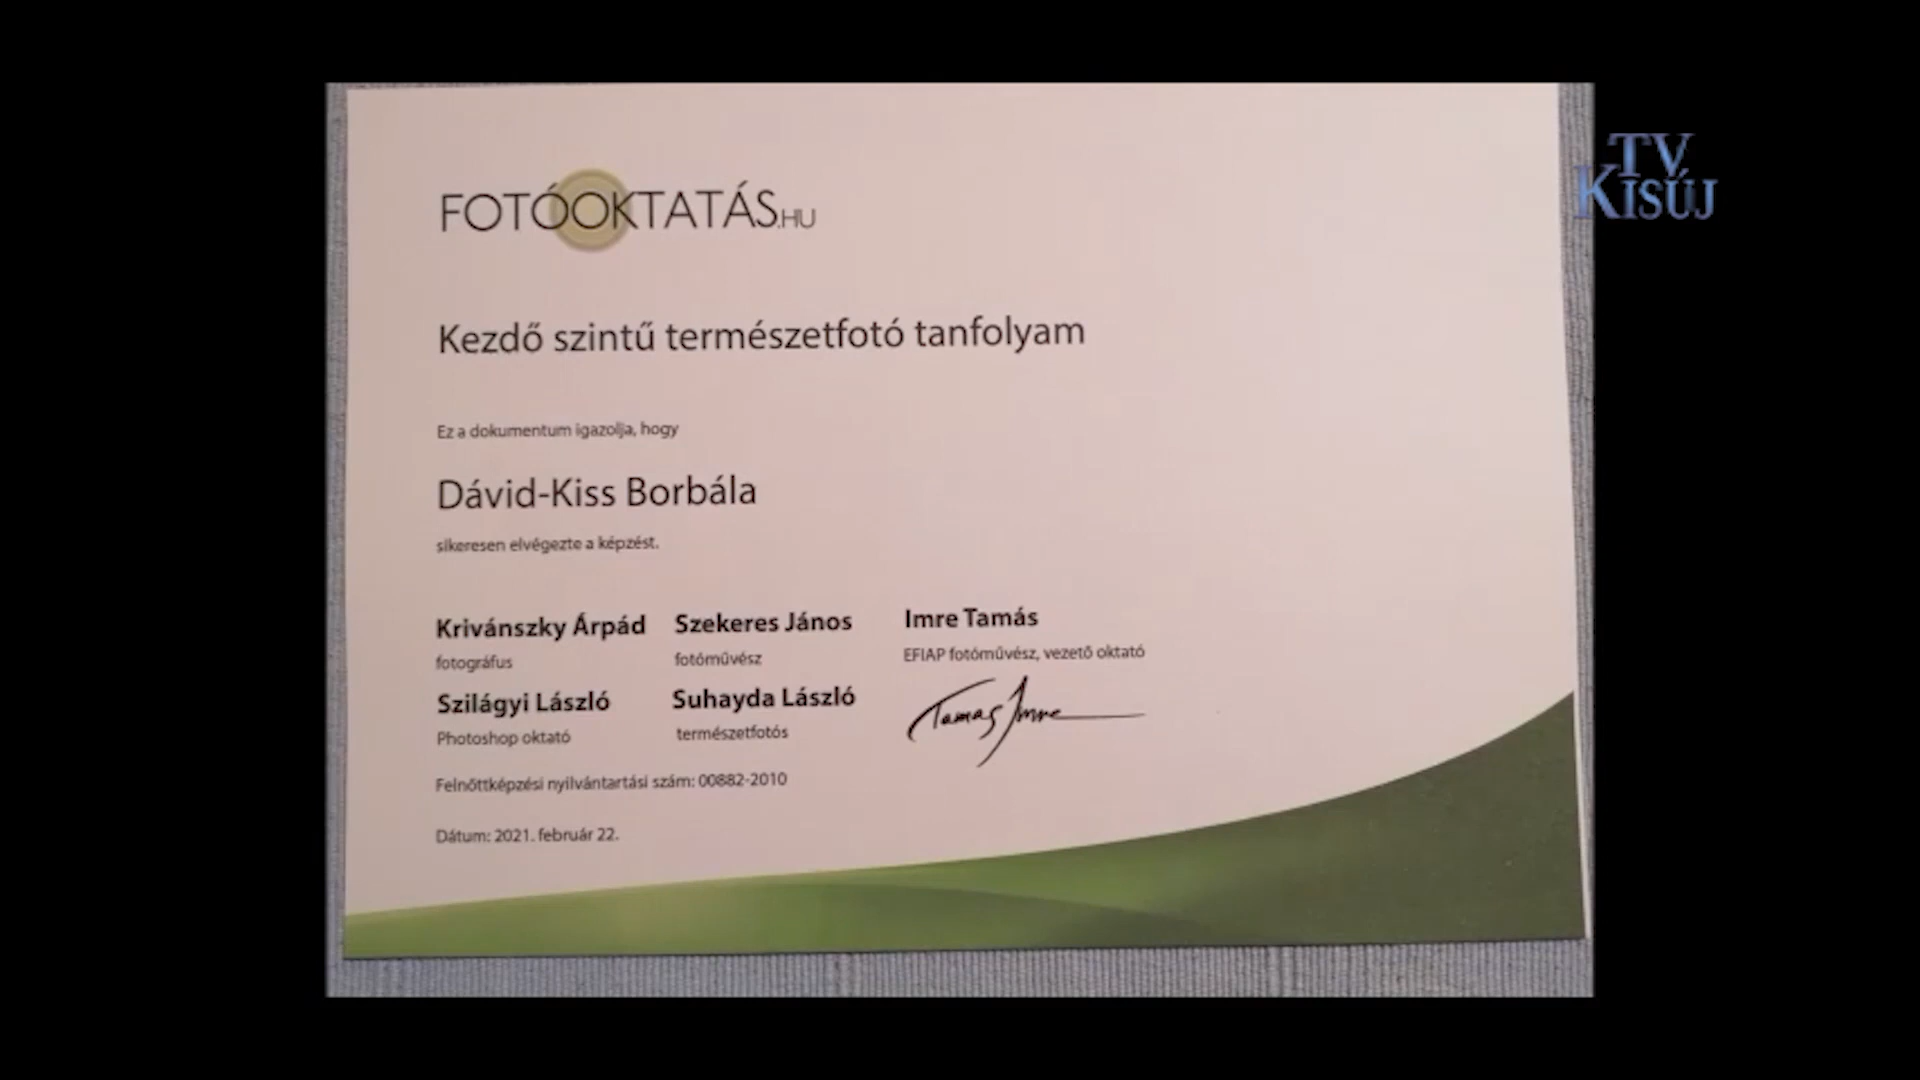 FOTÓOKTATÁS.HU
TV
KISÚJ
Kezdő szintű természetfotó tanfolyam
Ez a dokumentum igazolja, hogy
Dávid-Kiss Borbála
sikeresen elvégezte a képzést.
Krivánszky Árpád Szekeres János Imre Tamás
fotográfus fotóművész EFIAP fotóművész, vezető oktató
Szilágyi László Suhayda László
Tamas Imre
Photoshop oktató természetfotós
Felnőttképzési nyilvántartási szám: 00882-2010
Dátum: 2021. február 22.